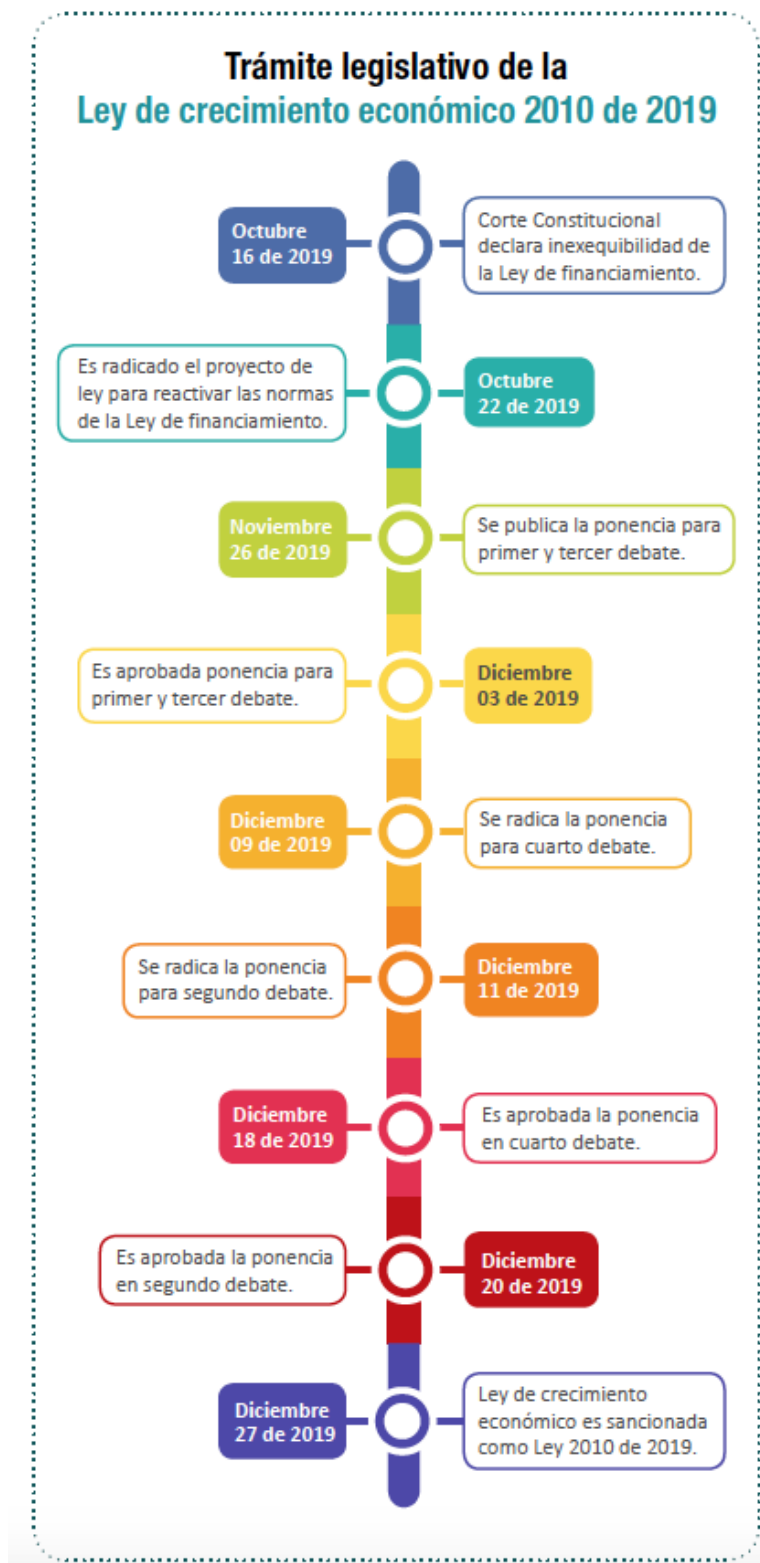 Trámite legislativo de la
Ley de crecimiento económico 2010 de 2019
Octubre
16 de 2019
Corte Constitucional
declara inexequibilidad de
la Ley de financiamiento.
Es radicado el proyecto de
ley para reactivar las normas
de la Ley de financiamiento.
Octubre
22 de 2019
Noviembre
26 de 2019
Se publica la ponencia para
primer y tercer debate.
Es aprobada ponencia para
primer y tercer debate.
Diciembre
03 de 2019
Diciembre
09 de 2019
Se radica la ponencia
para cuarto debate.
Se radica la ponencia
para segundo debate.
Diciembre
11 de 2019
Diciembre
18 de 2019
Es aprobada la ponencia
en cuarto debate.
Es aprobada la ponencia
en segundo debate.
Diciembre
20 de 2019
Diciembre
27 de 2019
Ley de crecimiento
económico es sancionada
como Ley 2010 de 2019.